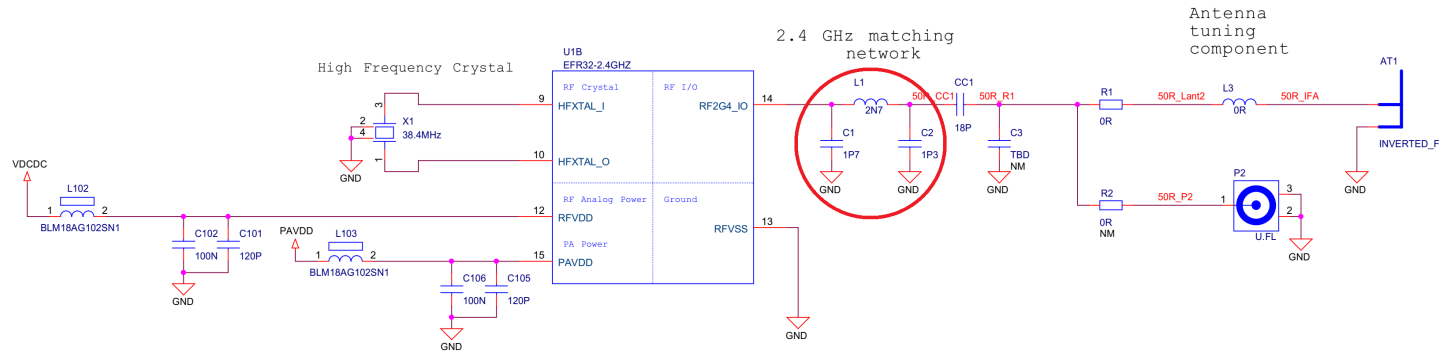 Antenna
tuning
component
2.4 GHz matching
network
High Frequency Crystal
U1B
EFR32-2.4GHZ
RF Crystal
RF I/O
9
HFXTAL_I
RF2G4_IO
14
3
2
4
1
X1
38.4MHz
GND
10
HFXTAL_O
L1
2N7
C1
1P7
GND
C2
1P3
GND
50R_CC1
CC1
18P
50R_R1
C3
TBD
NM
GND
R1
0R
50R_Lant2
L3
0R
50R_IFA
AT1
INVERTED_F
GND
R2
0R
NM
50R_P2
P2
1
3
2
U.FL
GND
VDCDC
L102
1
2
BLM18AG102SN1
C102
100N
C101
120P
GND
RF Analog Power
Ground
12
RFVDD
RFVSS
13
GND
PAVDD
L103
1
2
BLM18AG102SN1
PA Power
15
PAVDD
C106
100N
C105
120P
GND